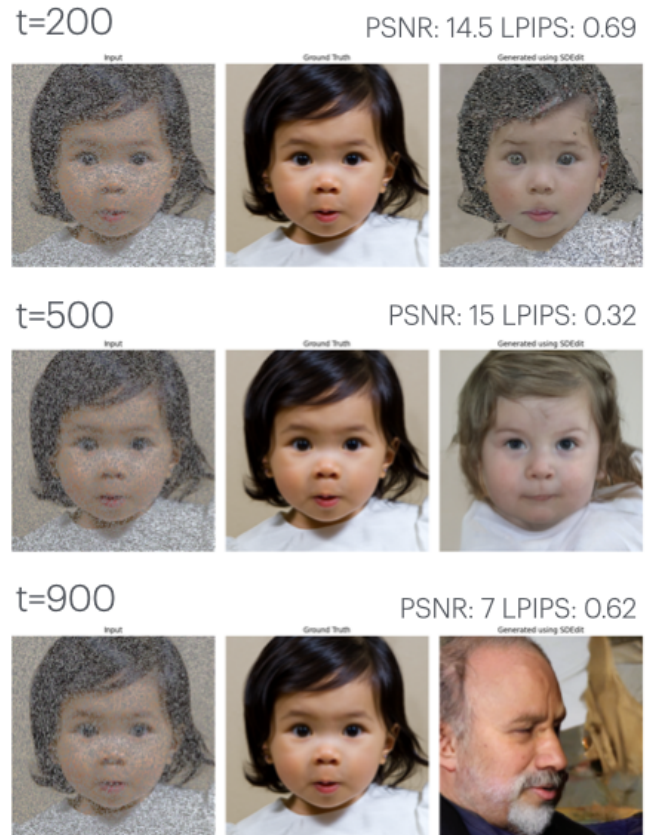 t=200
PSNR: 14.5 LPIPS: 0.69
Input
Ground Truth
Generated using SDEdit
t=500
PSNR: 15 LPIPS: 0.32
Input
Ground Truth
Generated using SDEdit
t=900
PSNR: 7 LPIPS: 0.62
Input
Ground Truth
Generated using SDEdit